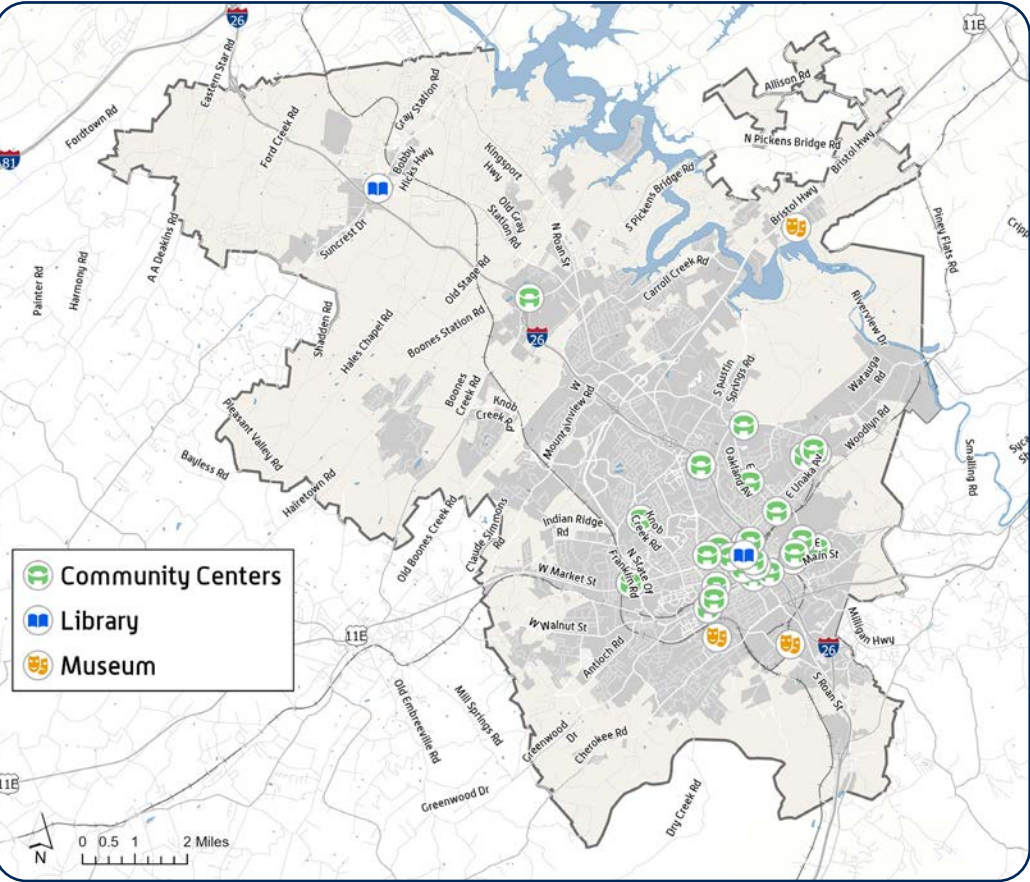 26
11E
Eastern Star Rd
Gray Station Rd
Allison Rd
Fordtown Rd
Ford Creek Rd
N Pickens Bridge Rd
Bristol Hwy
81
Bobby
Hicks Hwy
Kingsport
Hwy
S Pickens Bridge Rd
Bristol Hwy
Old Gray
Station Rd
Suncrest Dr
A A Deakins Rd
N Roan St
Piney Flats Rd
Painter Rd
Harmony Rd
Old Stage Rd
Carroll Creek Rd
Shadden Rd
Hales Chapel Rd
Boones Station Rd
26
Riverview Dr
Watauga
Rd
S Austin
Springs Rd
Boones
Creek Rd
Knob
Creek Rd
W
Mountainview Rd
Pleasant Valley Rd
Woodlyn Rd
Bayless Rd
E
Oakland Av
E Unaka Av
Smalling Rd
Hairetown Rd
Old Boones Creek Rd
Claude Simmons
Rd
Indian Ridge
Rd
Knob
Creek Rd
E
Main St
Community Centers
W Market St
N State Of
Franklin Rd
Library
11E
W Walnut St
Milligan Hwy
Museum
Antioch Rd
26
S Roan St
Old Embreeville Rd
Mill Springs Rd
Greenwood
Dr
Cherokee Rd
11E
Greenwood Dr
Dry Creek Rd
N
0 0.5 1 2 Miles